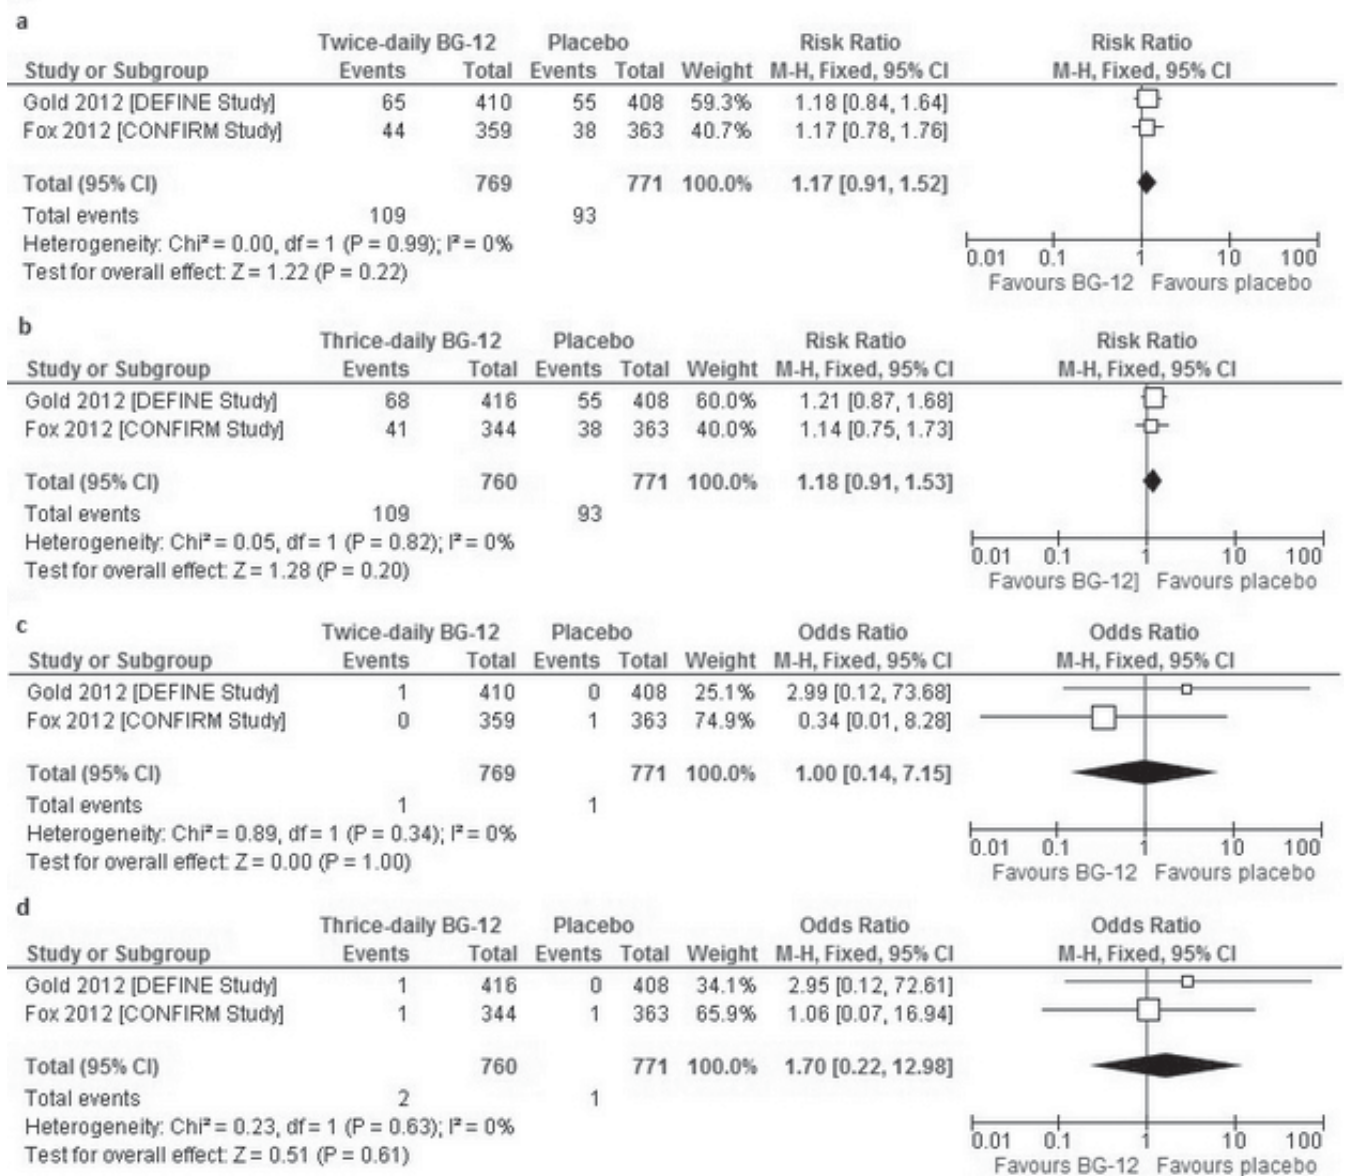 a
Twice-daily BG-12 Placebo Risk Ratio Risk Ratio
Study or Subgroup Events Total Events Total Weight M-H, Fixed, 95% CI M-H, Fixed, 95% CI
Gold 2012 [DEFINE Study] 65 410 55 408 59.3% 1.18 [0.84, 1.64]
Fox 2012 [CONFIRM Study] 44 359 38 363 40.7% 1.17 [0.78, 1.76]
Total (95% CI) 769 771 100.0% 1.17 [0.91, 1.52]
Total events 109 93
Heterogeneity: Chi² = 0.00, df = 1 (P = 0.99); I² = 0%
Test for overall effect: Z = 1.22 (P = 0.22)
0.01 0.1 1 10 100
Favours BG-12 Favours placebo
b
Thrice-daily BG-12 Placebo Risk Ratio Risk Ratio
Study or Subgroup Events Total Events Total Weight M-H, Fixed, 95% CI M-H, Fixed, 95% CI
Gold 2012 [DEFINE Study] 68 416 55 408 60.0% 1.21 [0.87, 1.68]
Fox 2012 [CONFIRM Study] 41 344 38 363 40.0% 1.14 [0.75, 1.73]
Total (95% CI) 760 771 100.0% 1.18 [0.91, 1.53]
Total events 109 93
Heterogeneity: Chi² = 0.05, df = 1 (P = 0.82); I² = 0%
Test for overall effect: Z = 1.28 (P = 0.20)
0.01 0.1 1 10 100
Favours BG-12] Favours placebo
c
Twice-daily BG-12 Placebo Odds Ratio Odds Ratio
Study or Subgroup Events Total Events Total Weight M-H, Fixed, 95% CI M-H, Fixed, 95% CI
Gold 2012 [DEFINE Study] 1 410 0 408 25.1% 2.99 [0.12, 73.68]
Fox 2012 [CONFIRM Study] 0 359 1 363 74.9% 0.34 [0.01, 8.28]
Total (95% CI) 769 771 100.0% 1.00 [0.14, 7.15]
Total events 1 1
Heterogeneity: Chi² = 0.89, df = 1 (P = 0.34); I² = 0%
Test for overall effect: Z = 0.00 (P = 1.00)
0.01 0.1 1 10 100
Favours BG-12 Favours placebo
d
Thrice-daily BG-12 Placebo Odds Ratio Odds Ratio
Study or Subgroup Events Total Events Total Weight M-H, Fixed, 95% CI M-H, Fixed, 95% CI
Gold 2012 [DEFINE Study] 1 416 0 408 34.1% 2.95 [0.12, 72.61]
Fox 2012 [CONFIRM Study] 1 344 1 363 65.9% 1.06 [0.07, 16.94]
Total (95% CI) 760 771 100.0% 1.70 [0.22, 12.98]
Total events 2 1
Heterogeneity: Chi² = 0.23, df = 1 (P = 0.63); I² = 0%
Test for overall effect: Z = 0.51 (P = 0.61)
0.01 0.1 1 10 100
Favours BG-12 Favours placebo